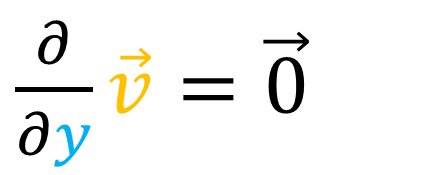 ∂/∂y v⃗ = 0⃗